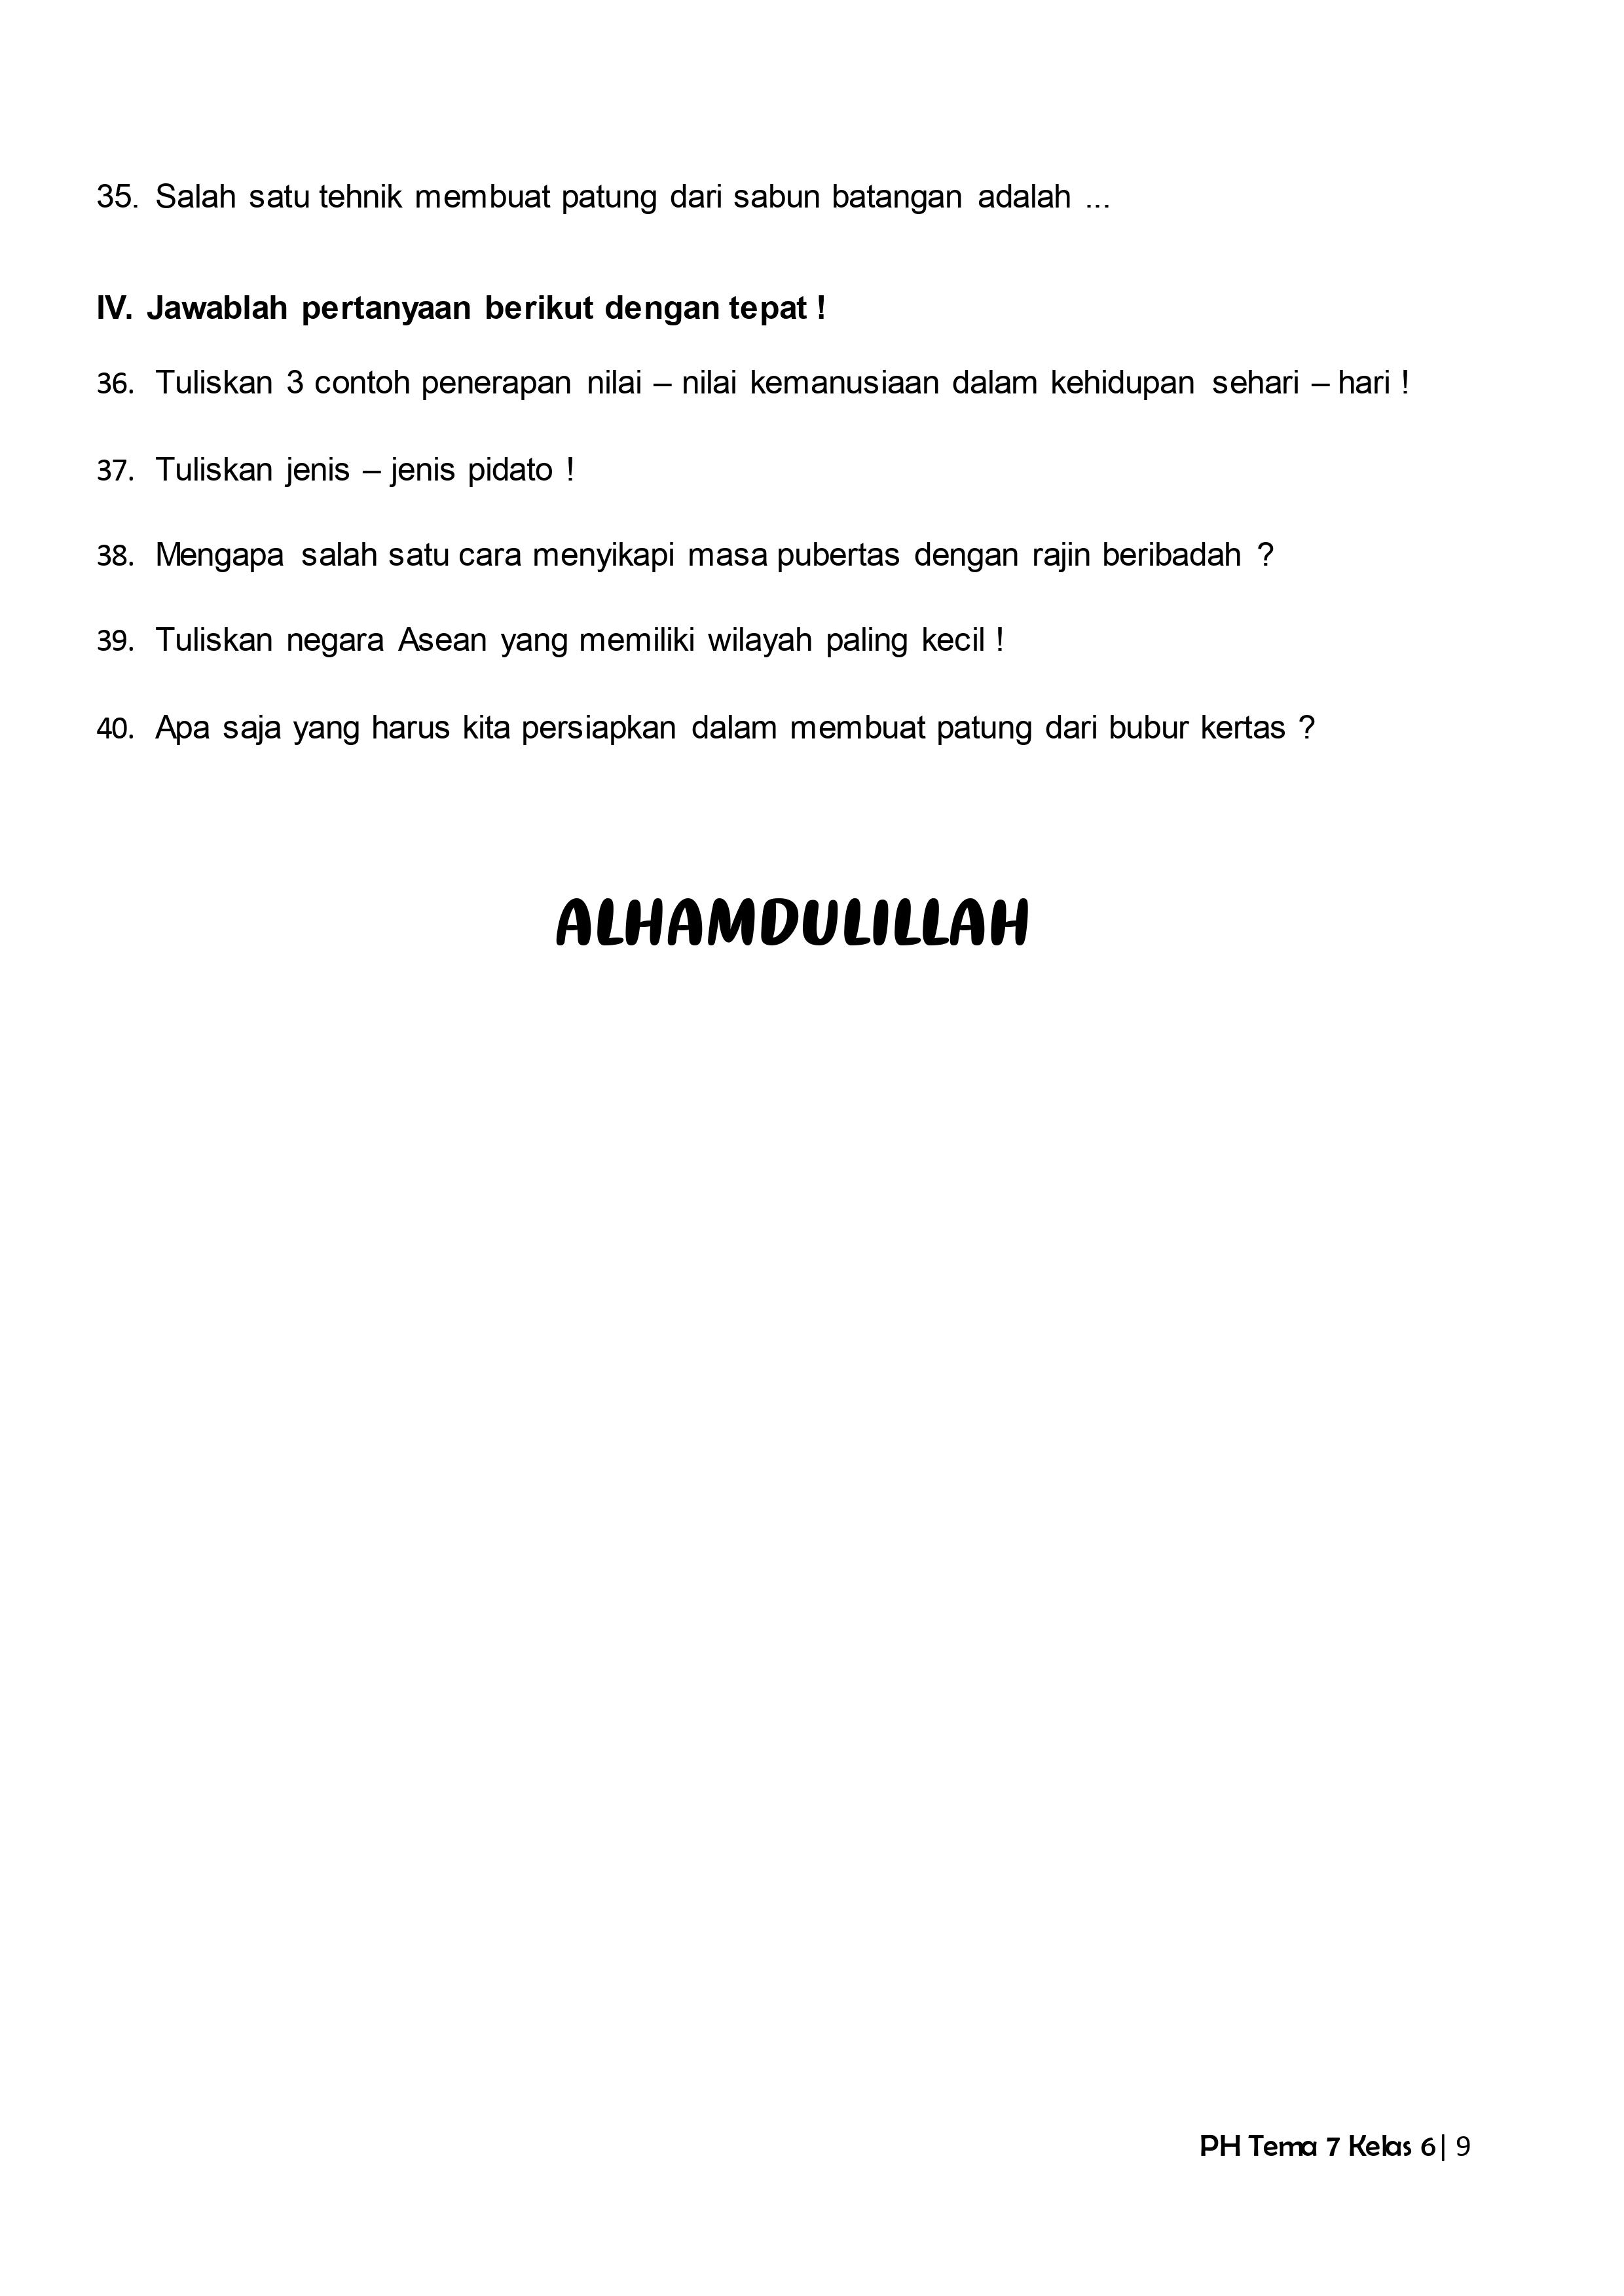 35. Salah satu tehnik membuat patung dari sabun batangan adalah ...
IV. Jawablah pertanyaan berikut dengan tepat !
36. Tuliskan 3 contoh penerapan nilai – nilai kemanusiaan dalam kehidupan sehari – hari !
37. Tuliskan jenis – jenis pidato !
38. Mengapa salah satu cara menyikapi masa pubertas dengan rajin beribadah ?
39. Tuliskan negara Asean yang memiliki wilayah paling kecil !
40. Apa saja yang harus kita persiapkan dalam membuat patung dari bubur kertas ?
ALHAMDULILLAH
PH Tema 7 Kelas 6| 9